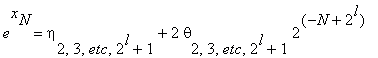 e^{x_N} = η_{2, 3, etc, 2^l + 1} + 2 θ_{2, 3, etc, 2^l + 1} 2^{(-N + 2^l)}